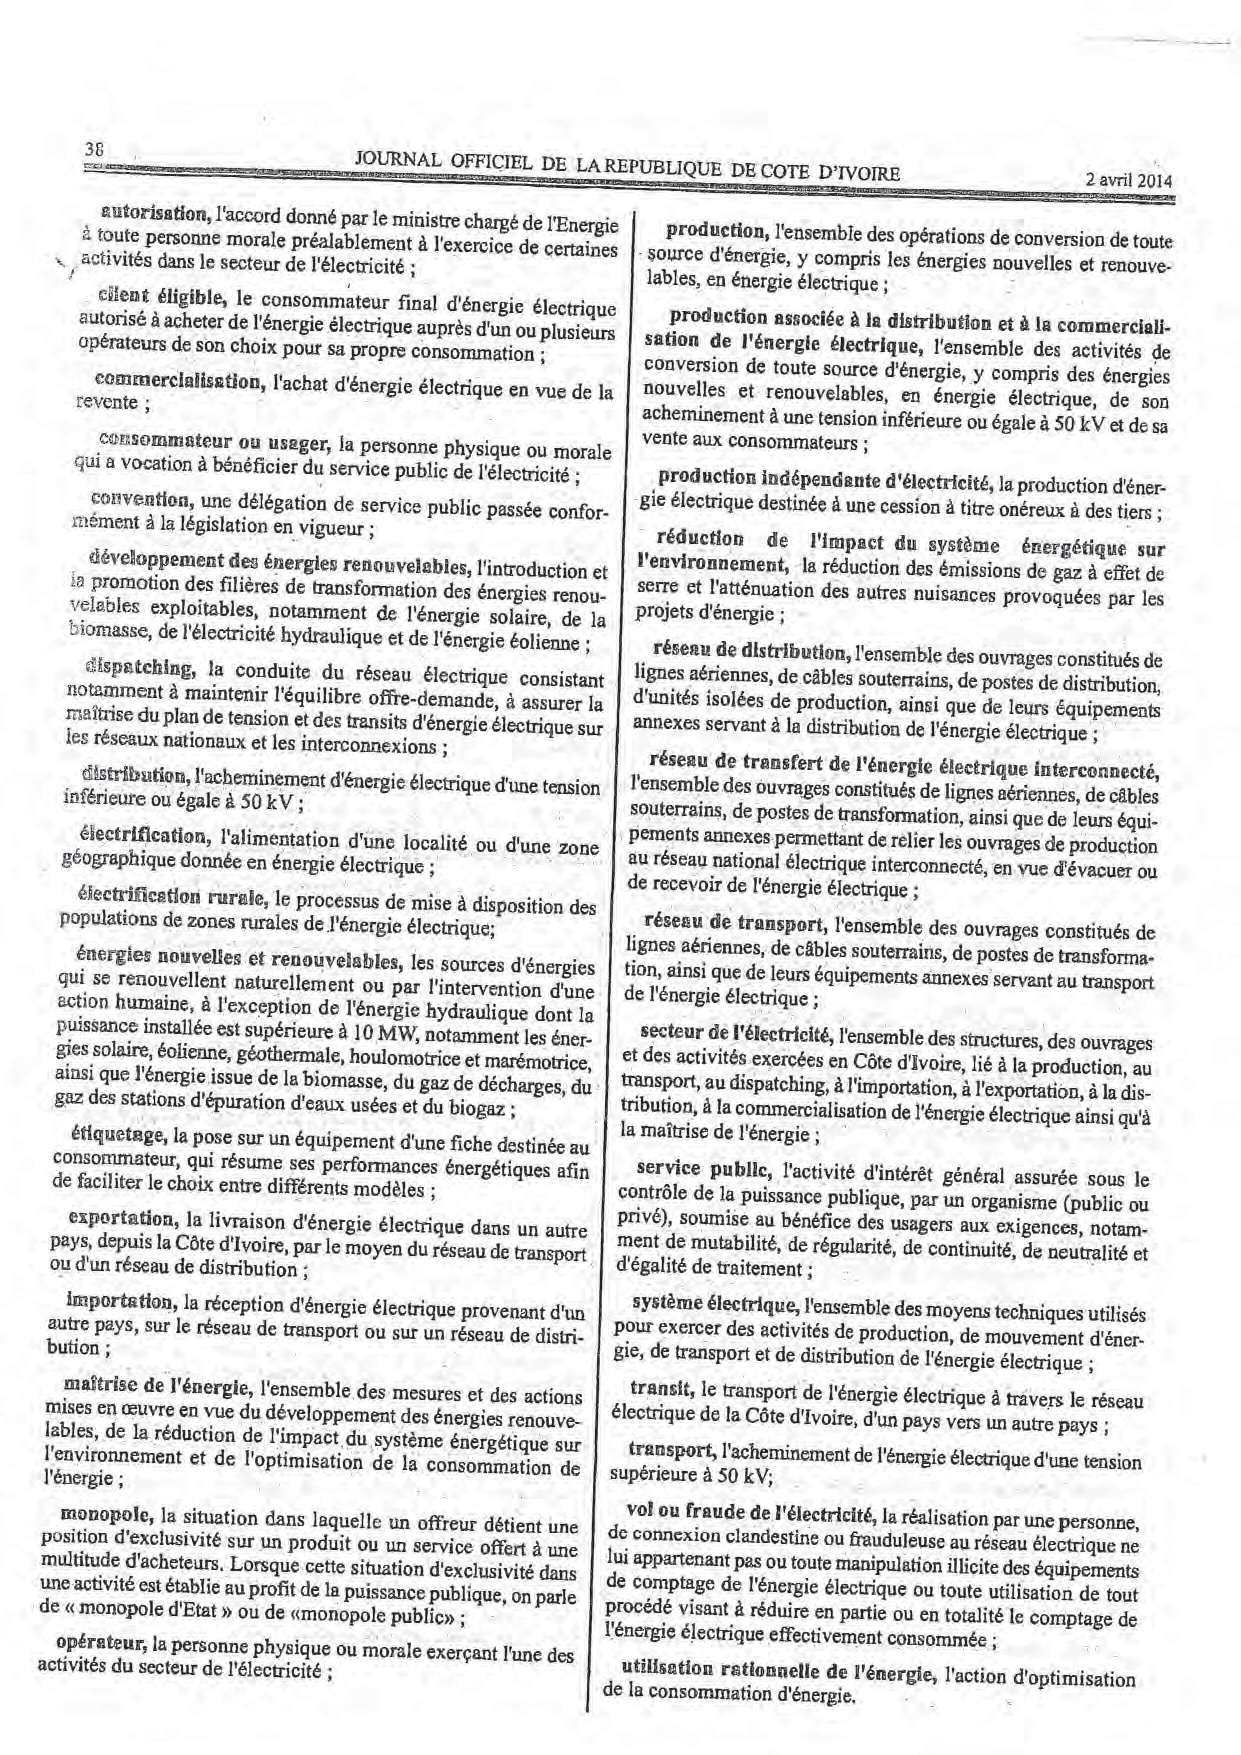 38
JOURNAL OFFICIEL DE LA REPUBLIQUE DE COTE D'IVOIRE
2 avril 2014
autorisation, l'accord donné par le ministre chargé de l'Energie
à toute personne morale préalablement à l'exercice de certaines
activités dans le secteur de l'électricité ;
client éligible, le consommateur final d'énergie électrique
autorisé à acheter de l'énergie électrique auprès d'un ou plusieurs
opérateurs de son choix pour sa propre consommation ;
commercialisation, l'achat d'énergie électrique en vue de la
revente ;
consommateur ou usager, la personne physique ou morale
qui a vocation à bénéficier du service public de l'électricité ;
convention, une délégation de service public passée confor-
mément à la législation en vigueur ;
développement des énergies renouvelables, l'introduction et
la promotion des filières de transformation des énergies renou-
velables exploitables, notamment de l'énergie solaire, de la
biomasse, de l'électricité hydraulique et de l'énergie éolienne ;
dispatching, la conduite du réseau électrique consistant
notamment à maintenir l'équilibre offre-demande, à assurer la
maîtrise du plan de tension et des transits d'énergie électrique sur
les réseaux nationaux et les interconnexions ;
distribution, l'acheminement d'énergie électrique d'une tension
inférieure ou égale à 50 kV ;
électrification, l'alimentation d'une localité ou d'une zone
géographique donnée en énergie électrique ;
électrification rurale, le processus de mise à disposition des
populations de zones rurales de l'énergie électrique;
énergies nouvelles et renouvelables, les sources d'énergies
qui se renouvellent naturellement ou par l'intervention d'une
action humaine, à l'exception de l'énergie hydraulique dont la
puissance installée est supérieure à 10 MW, notamment les éner-
gies solaire, éolienne, géothermale, houlomotrice et marémotrice,
ainsi que l'énergie issue de la biomasse, du gaz de décharges, du
gaz des stations d'épuration d'eaux usées et du biogaz ;
étiquetage, la pose sur un équipement d'une fiche destinée au
consommateur, qui résume ses performances énergétiques afin
de faciliter le choix entre différents modèles ;
exportation, la livraison d'énergie électrique dans un autre
pays, depuis la Côte d'Ivoire, par le moyen du réseau de transport
ou d'un réseau de distribution ;
importation, la réception d'énergie électrique provenant d'un
autre pays, sur le réseau de transport ou sur un réseau de distri-
bution ;
maîtrise de l'énergie, l'ensemble des mesures et des actions
mises en œuvre en vue du développement des énergies renouve-
lables, de la réduction de l'impact du système énergétique sur
l'environnement et de l'optimisation de la consommation de
l'énergie ;
monopole, la situation dans laquelle un offreur détient une
position d'exclusivité sur un produit ou un service offert à une
multitude d'acheteurs. Lorsque cette situation d'exclusivité dans
une activité est établie au profit de la puissance publique, on parle
de « monopole d'Etat » ou de «monopole public» ;
opérateur, la personne physique ou morale exerçant l'une des
activités du secteur de l'électricité ;
production, l'ensemble des opérations de conversion de toute
source d'énergie, y compris les énergies nouvelles et renouve-
lables, en énergie électrique ;
production associée à la distribution et à la commerciali-
sation de l'énergie électrique, l'ensemble des activités de
conversion de toute source d'énergie, y compris des énergies
nouvelles et renouvelables, en énergie électrique, de son
acheminement à une tension inférieure ou égale à 50 kV et de sa
vente aux consommateurs ;
production indépendante d'électricité, la production d'éner-
gie électrique destinée à une cession à titre onéreux à des tiers ;
réduction de l'impact du système énergétique sur
l'environnement, la réduction des émissions de gaz à effet de
serre et l'atténuation des autres nuisances provoquées par les
projets d'énergie ;
réseau de distribution, l'ensemble des ouvrages constitués de
lignes aériennes, de câbles souterrains, de postes de distribution,
d'unités isolées de production, ainsi que de leurs équipements
annexes servant à la distribution de l'énergie électrique ;
réseau de transfert de l'énergie électrique interconnecté,
l'ensemble des ouvrages constitués de lignes aériennes, de câbles
souterrains, de postes de transformation, ainsi que de leurs équi-
pements annexes permettant de relier les ouvrages de production
au réseau national électrique interconnecté, en vue d'évacuer ou
de recevoir de l'énergie électrique ;
réseau de transport, l'ensemble des ouvrages constitués de
lignes aériennes, de câbles souterrains, de postes de transforma-
tion, ainsi que de leurs équipements annexes servant au transport
de l'énergie électrique ;
secteur de l'électricité, l'ensemble des structures, des ouvrages
et des activités exercées en Côte d'Ivoire, lié à la production, au
transport, au dispatching, à l'importation, à l'exportation, à la dis-
tribution, à la commercialisation de l'énergie électrique ainsi qu'à
la maîtrise de l'énergie ;
service public, l'activité d'intérêt général assurée sous le
contrôle de la puissance publique, par un organisme (public ou
privé), soumise au bénéfice des usagers aux exigences, notam-
ment de mutabilité, de régularité, de continuité, de neutralité et
d'égalité de traitement ;
système électrique, l'ensemble des moyens techniques utilisés
pour exercer des activités de production, de mouvement d'éner-
gie, de transport et de distribution de l'énergie électrique ;
transit, le transport de l'énergie électrique à travers le réseau
électrique de la Côte d'Ivoire, d'un pays vers un autre pays ;
transport, l'acheminement de l'énergie électrique d'une tension
supérieure à 50 kV;
vol ou fraude de l'électricité, la réalisation par une personne,
de connexion clandestine ou frauduleuse au réseau électrique ne
lui appartenant pas ou toute manipulation illicite des équipements
de comptage de l'énergie électrique ou toute utilisation de tout
procédé visant à réduire en partie ou en totalité le comptage de
l'énergie électrique effectivement consommée ;
utilisation rationnelle de l'énergie, l'action d'optimisation
de la consommation d'énergie.